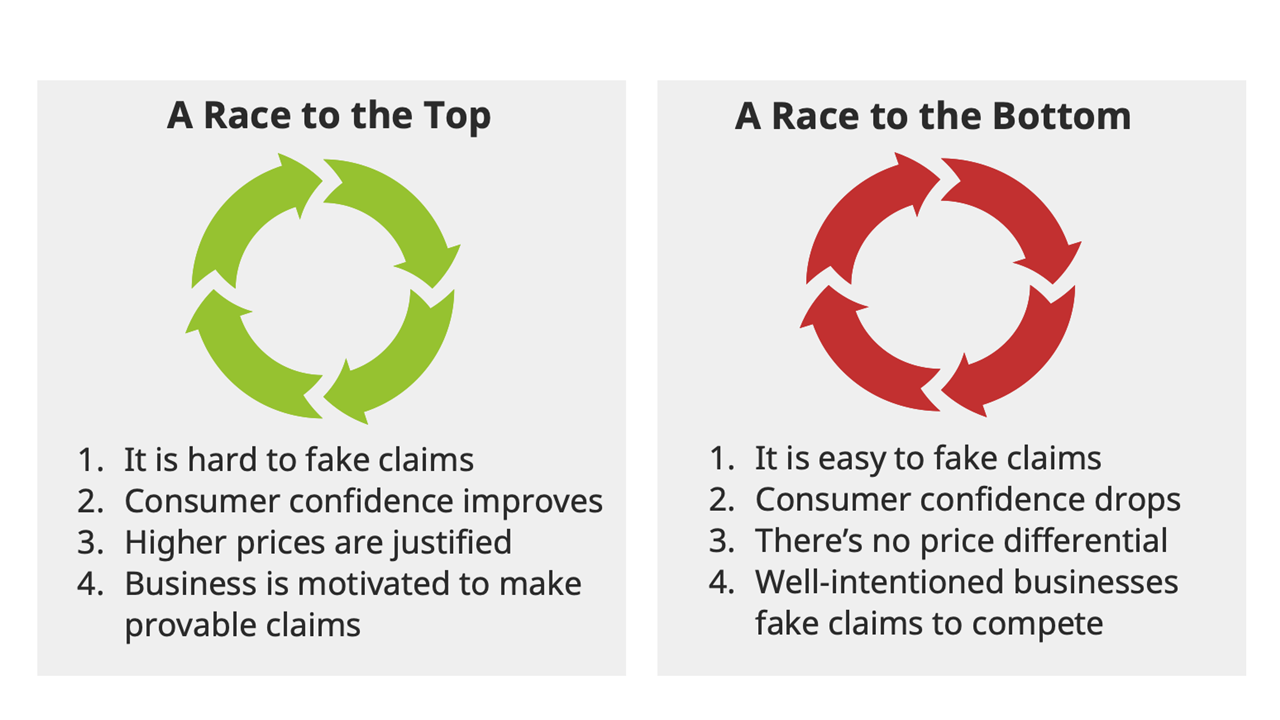 A Race to the Top
1. It is hard to fake claims
2. Consumer confidence improves
3. Higher prices are justified
4. Business is motivated to make
provable claims
A Race to the Bottom
1. It is easy to fake claims
2. Consumer confidence drops
3. There’s no price differential
4. Well-intentioned businesses
fake claims to compete